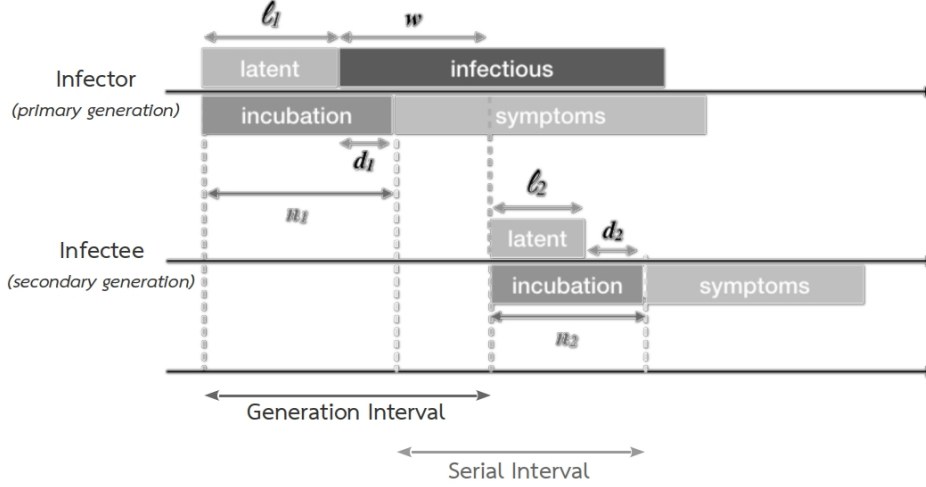 ℓ1
w
latent
infectious
Infector
(primary generation)
incubation
symptoms
d1
n1
ℓ2
latent
d2
Infectee
(secondary generation)
incubation
symptoms
n2
Generation Interval
Serial Interval